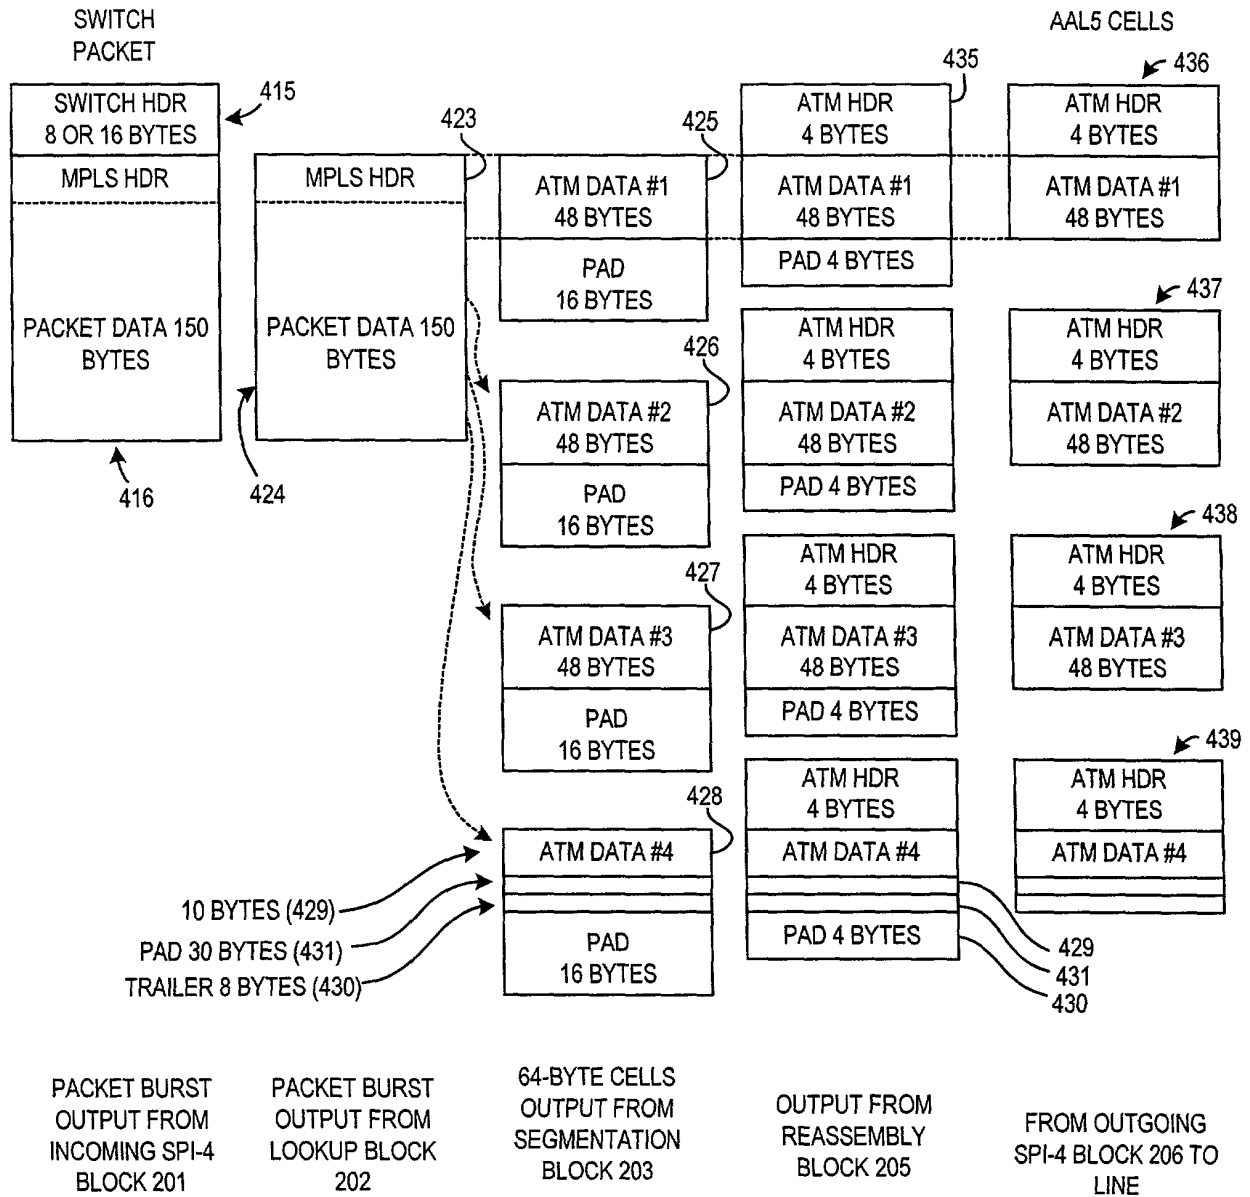 SWITCH
PACKET
SWITCH HDR
8 OR 16 BYTES
415
MPLS HDR
PACKET DATA 150
BYTES
416
423
MPLS HDR
PACKET DATA 150
BYTES
424
425
ATM DATA #1
48 BYTES
PAD
16 BYTES
426
ATM DATA #2
48 BYTES
PAD
16 BYTES
427
ATM DATA #3
48 BYTES
PAD
16 BYTES
428
ATM DATA #4
PAD
16 BYTES
10 BYTES (429)
PAD 30 BYTES (431)
TRAILER 8 BYTES (430)
435
ATM HDR
4 BYTES
ATM DATA #1
48 BYTES
PAD 4 BYTES
ATM HDR
4 BYTES
ATM DATA #2
48 BYTES
PAD 4 BYTES
ATM HDR
4 BYTES
ATM DATA #3
48 BYTES
PAD 4 BYTES
ATM HDR
4 BYTES
ATM DATA #4
PAD 4 BYTES
429
431
430
AAL5 CELLS
436
ATM HDR
4 BYTES
ATM DATA #1
48 BYTES
437
ATM HDR
4 BYTES
ATM DATA #2
48 BYTES
438
ATM HDR
4 BYTES
ATM DATA #3
48 BYTES
439
ATM HDR
4 BYTES
ATM DATA #4
PACKET BURST
OUTPUT FROM
INCOMING SPI-4
BLOCK 201
PACKET BURST
OUTPUT FROM
LOOKUP BLOCK
202
64-BYTE CELLS
OUTPUT FROM
SEGMENTATION
BLOCK 203
OUTPUT FROM
REASSEMBLY
BLOCK 205
FROM OUTGOING
SPI-4 BLOCK 206 TO
LINE